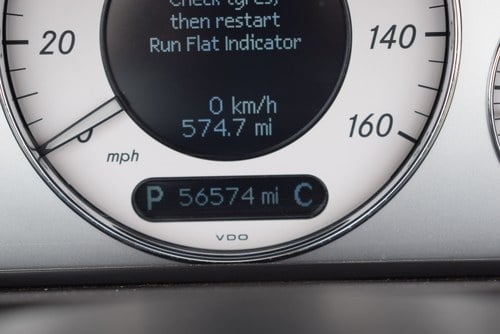 Check tyres,
then restart
Run Flat Indicator
20
140
0 km/h
574.7 mi
160
0
mph
P 56574 mi C
VDO